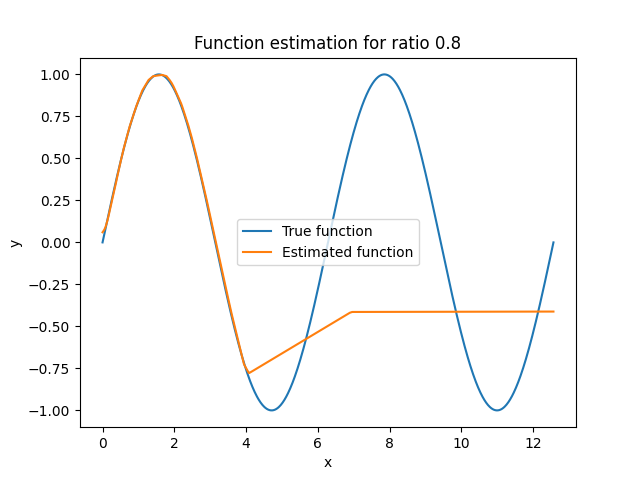 Function estimation for ratio 0.8
y
1.00
0.75
0.50
0.25
0.00
−0.25
−0.50
−0.75
−1.00
True function
Estimated function
0 2 4 6 8 10 12
x